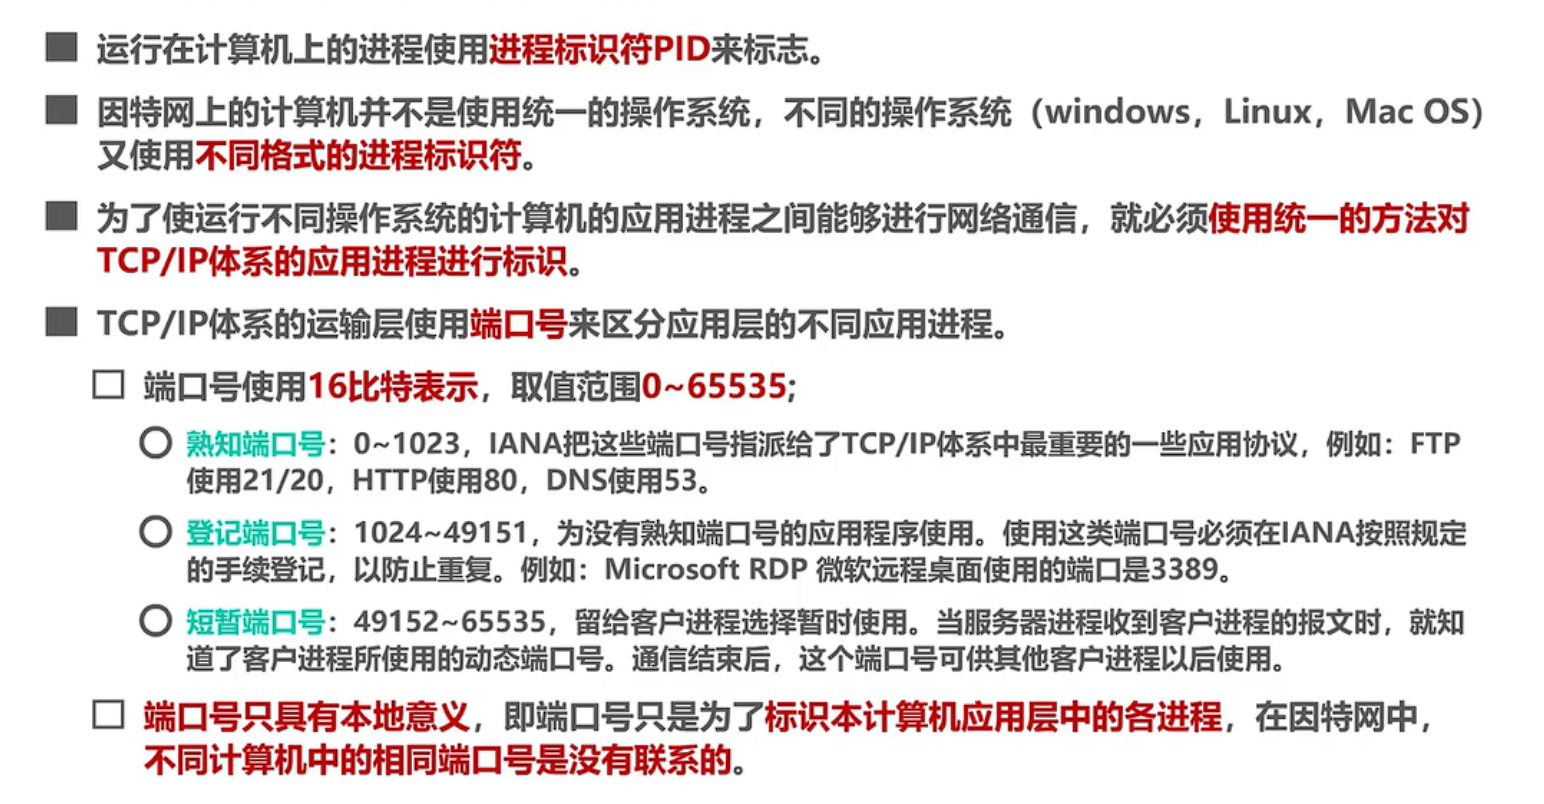 运行在计算机上的进程使用进程标识符PID来标志。
因特网上的计算机并不是使用统一的操作系统，不同的操作系统（windows，Linux，Mac OS）
又使用不同格式的进程标识符。
为了使运行不同操作系统的计算机的应用进程之间能够进行网络通信，就必须使用统一的方法对
TCP/IP体系的应用进程进行标识。
TCP/IP体系的运输层使用端口号来区分应用层的不同应用进程。
端口号使用16比特表示，取值范围0~65535;
熟知端口号：0~1023，IANA把这些端口号指派给了TCP/IP体系中最重要的一些应用协议，例如：FTP
使用21/20，HTTP使用80，DNS使用53。
登记端口号：1024~49151，为没有熟知端口号的应用程序使用。使用这类端口号必须在IANA按照规定
的手续登记，以防止重复。例如：Microsoft RDP 微软远程桌面使用的端口是3389。
短暂端口号：49152~65535，留给客户进程选择暂时使用。当服务器进程收到客户进程的报文时，就知
道了客户进程所使用的动态端口号。通信结束后，这个端口号可供其他客户进程以后使用。
端口号只具有本地意义，即端口号只是为了标识本计算机应用层中的各进程，在因特网中，
不同计算机中的相同端口号是没有联系的。